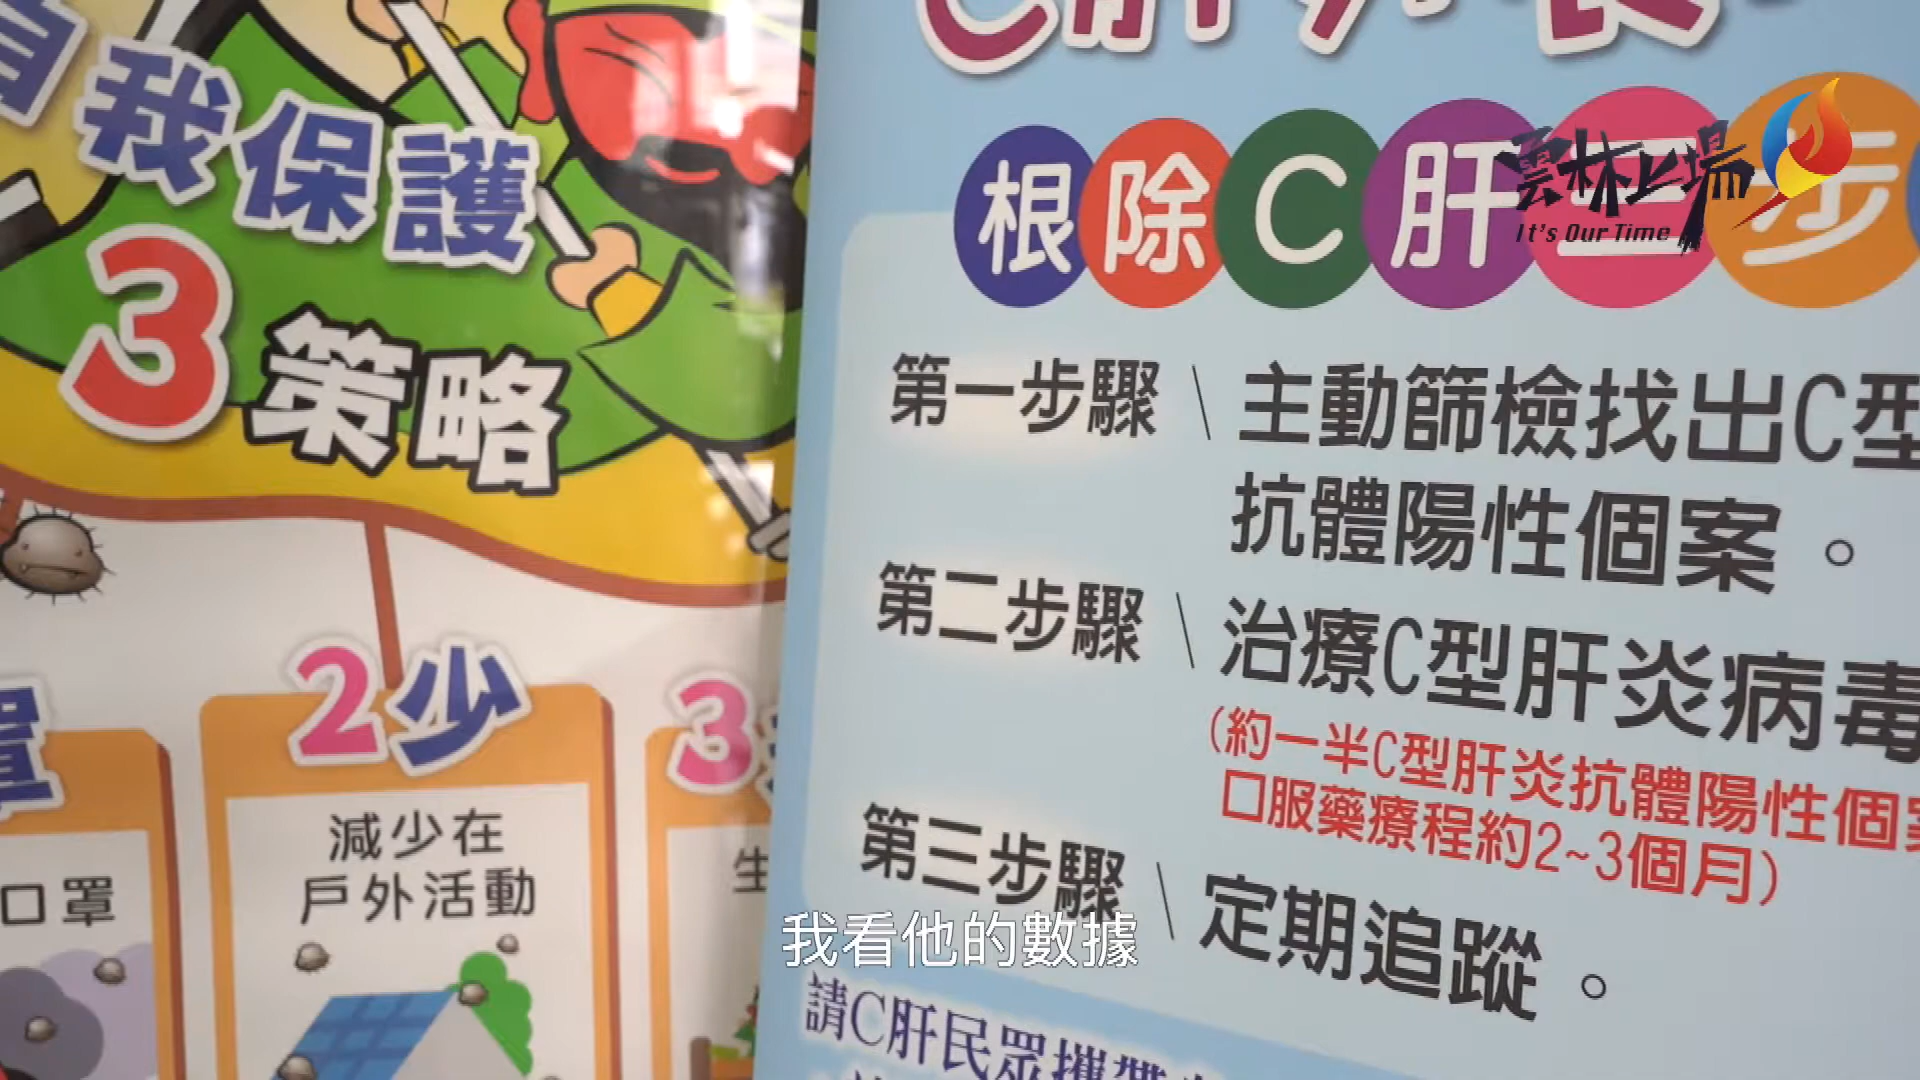 自我保護
3策略
2少
減少在
戶外活動
口罩
3
生
根除C肝三步
雲林上場
It's Our Time
第一步驟\主動篩檢找出C型
抗體陽性個案。
第二步驟\治療C型肝炎病毒
(約一半C型肝炎抗體陽性個案
口服藥療程約2~3個月)
第三步驟\定期追蹤。
我看他的數據
請C肝民眾攜帶